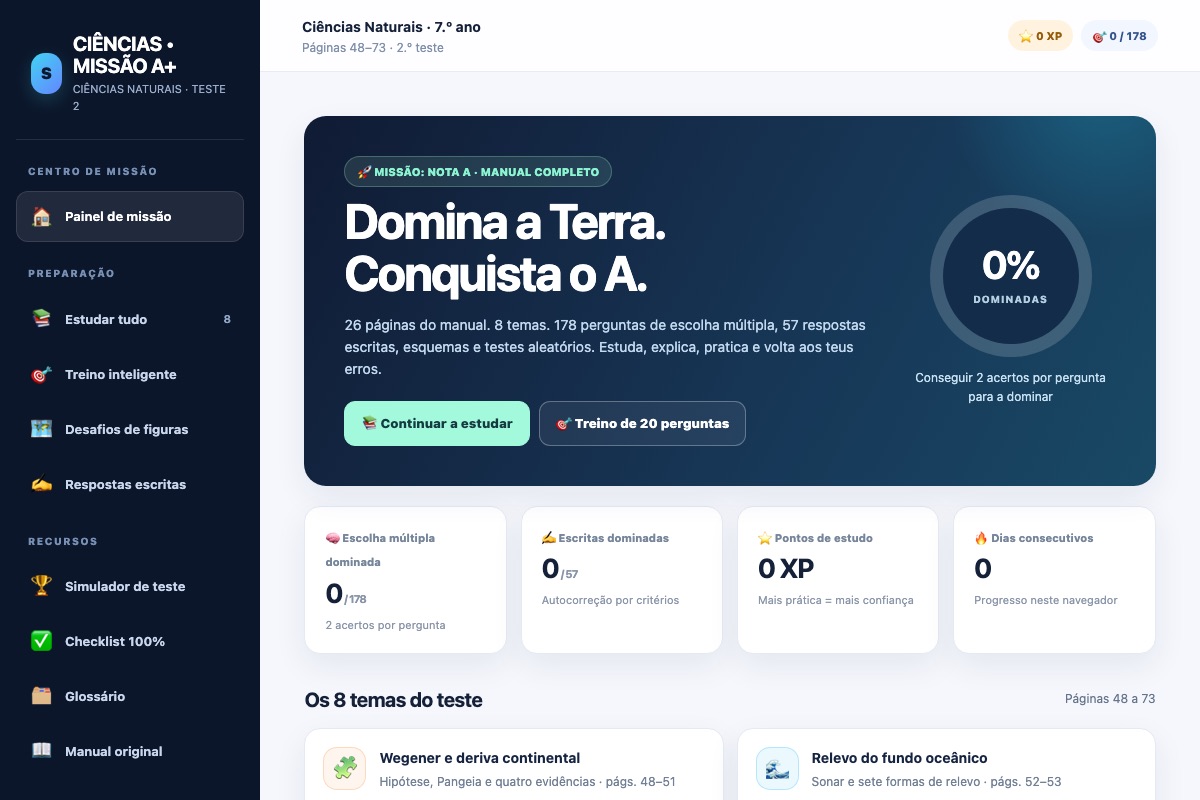 S
CIÊNCIAS •
MISSÃO A+
CIÊNCIAS NATURAIS · TESTE
2
CENTRO DE MISSÃO
Painel de missão
PREPARAÇÃO
Estudar tudo 8
Treino inteligente
Desafios de figuras
Respostas escritas
RECURSOS
Simulador de teste
Checklist 100%
Glossário
Manual original
Ciências Naturais · 7.º ano
Páginas 48–73 · 2.º teste
⭐ 0 XP
🎯 0 / 178
🚀 MISSÃO: NOTA A · MANUAL COMPLETO
Domina a Terra.
Conquista o A.
26 páginas do manual. 8 temas. 178 perguntas de escolha múltipla, 57 respostas
escritas, esquemas e testes aleatórios. Estuda, explica, pratica e volta aos teus
erros.
📚 Continuar a estudar
🎯 Treino de 20 perguntas
0%
DOMINADAS
Conseguir 2 acertos por pergunta
para a dominar
🧠 Escolha múltipla
dominada
0 / 178
2 acertos por pergunta
✍️ Escritas dominadas
0 / 57
Autocorreção por critérios
⭐ Pontos de estudo
0 XP
Mais prática = mais confiança
🔥 Dias consecutivos
0
Progresso neste navegador
Os 8 temas do teste
Páginas 48 a 73
Wegener e deriva continental
Hipótese, Pangeia e quatro evidências · págs. 48–51
Relevo do fundo oceânico
Sonar e sete formas de relevo · págs. 52–53